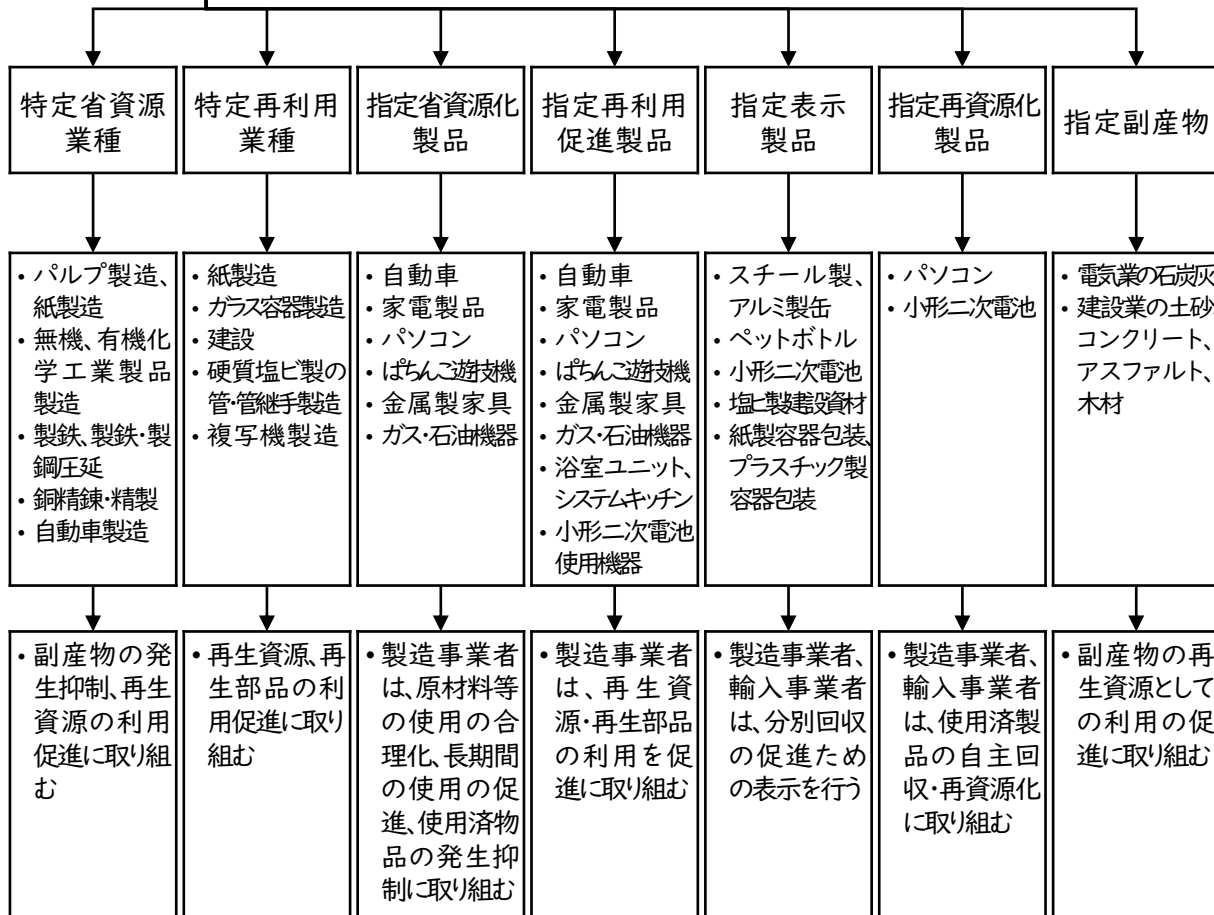 特定省資源
業種
特定再利用
業種
指定省資源化
製品
指定再利用
促進製品
指定表示
製品
指定再資源化
製品
指定副産物
・パルプ製造、
紙製造
・無機、有機化
学工業製品
製造
・製鉄、製鉄・製
鋼圧延
・銅精錬・精製
・自動車製造
・紙製造
・ガラス容器製造
・建設
・硬質塩ビ製の
管・管継手製造
・複写機製造
・自動車
・家電製品
・パソコン
・ぱちんこ遊技機
・金属製家具
・ガス・石油機器
・自動車
・家電製品
・パソコン
・ぱちんこ遊技機
・金属製家具
・ガス・石油機器
・浴室ユニット、
システムキッチン
・小形二次電池
使用機器
・スチール製、
アルミ製缶
・ペットボトル
・小形二次電池
・塩ビ製建設資材
・紙製容器包装、
プラスチック製
容器包装
・パソコン
・小形二次電池
・電気業の石炭灰
・建設業の土砂、
コンクリート、
アスファルト、
木材
・副産物の発
生抑制、再生
資源の利用
促進に取り組
む
・再生資源、再
生部品の利
用促進に取り
組む
・製造事業者
は、原材料等
の使用の合
理化、長期間
の使用の促
進、使用済物
品の発生抑
制に取り組む
・製造事業者
は、再生資
源・再生部品
の利用を促
進に取り組む
・製造事業者、
輸入事業者
は、分別回収
の促進ため
の表示を行う
・製造事業者、
輸入事業者
は、使用済製
品の自主回
収・再資源化
に取り組む
・副産物の再
生資源として
の利用の促
進に取り組む